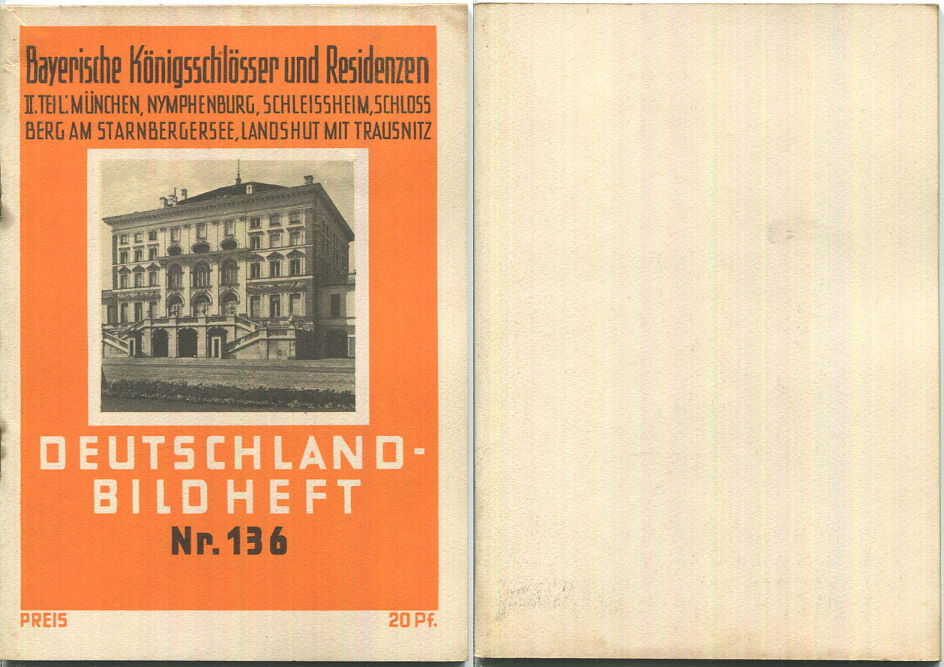 Bayerische Königsschlösser und Residenzen
II. TEIL: MÜNCHEN, NYMPHENBURG, SCHLEISSHEIM, SCHLOSS
BERG AM STARNBERGERSEE, LANDSHUT MIT TRAUSNITZ
DEUTSCHLAND-
BILDHEFT
Nr. 136
PREIS 20 Pf.